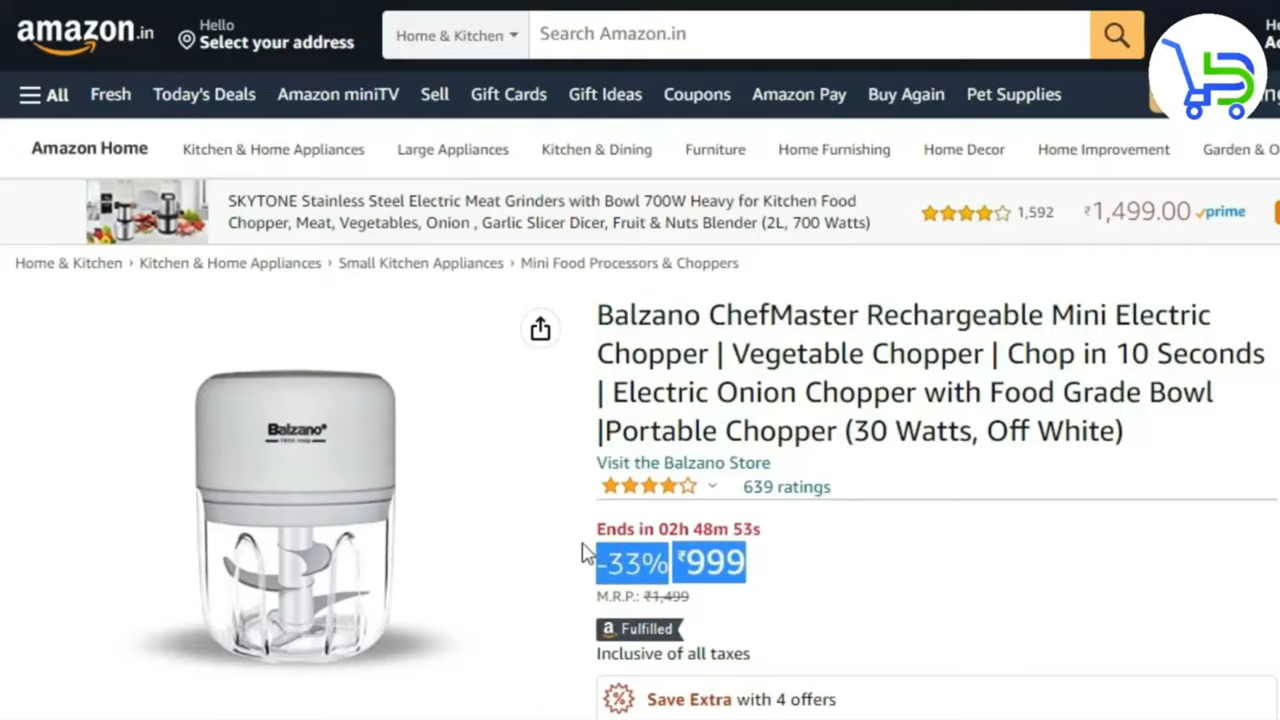 amazon.in
Hello
Select your address
Home & Kitchen
Search Amazon.in
All Fresh Today's Deals Amazon miniTV Sell Gift Cards Gift Ideas Coupons Amazon Pay Buy Again Pet Supplies
Amazon Home Kitchen & Home Appliances Large Appliances Kitchen & Dining Furniture Home Furnishing Home Decor Home Improvement Garden & O
SKYTONE Stainless Steel Electric Meat Grinders with Bowl 700W Heavy for Kitchen Food
Chopper, Meat, Vegetables, Onion , Garlic Slicer Dicer, Fruit & Nuts Blender (2L, 700 Watts)
1,592 ₹1,499.00 prime
Home & Kitchen › Kitchen & Home Appliances › Small Kitchen Appliances › Mini Food Processors & Choppers
Balzano
Balzano ChefMaster Rechargeable Mini Electric
Chopper | Vegetable Chopper | Chop in 10 Seconds
| Electric Onion Chopper with Food Grade Bowl
|Portable Chopper (30 Watts, Off White)
Visit the Balzano Store
639 ratings
Ends in 02h 48m 53s
-33% ₹999
M.R.P.: ₹1,499
a Fulfilled
Inclusive of all taxes
Save Extra with 4 offers